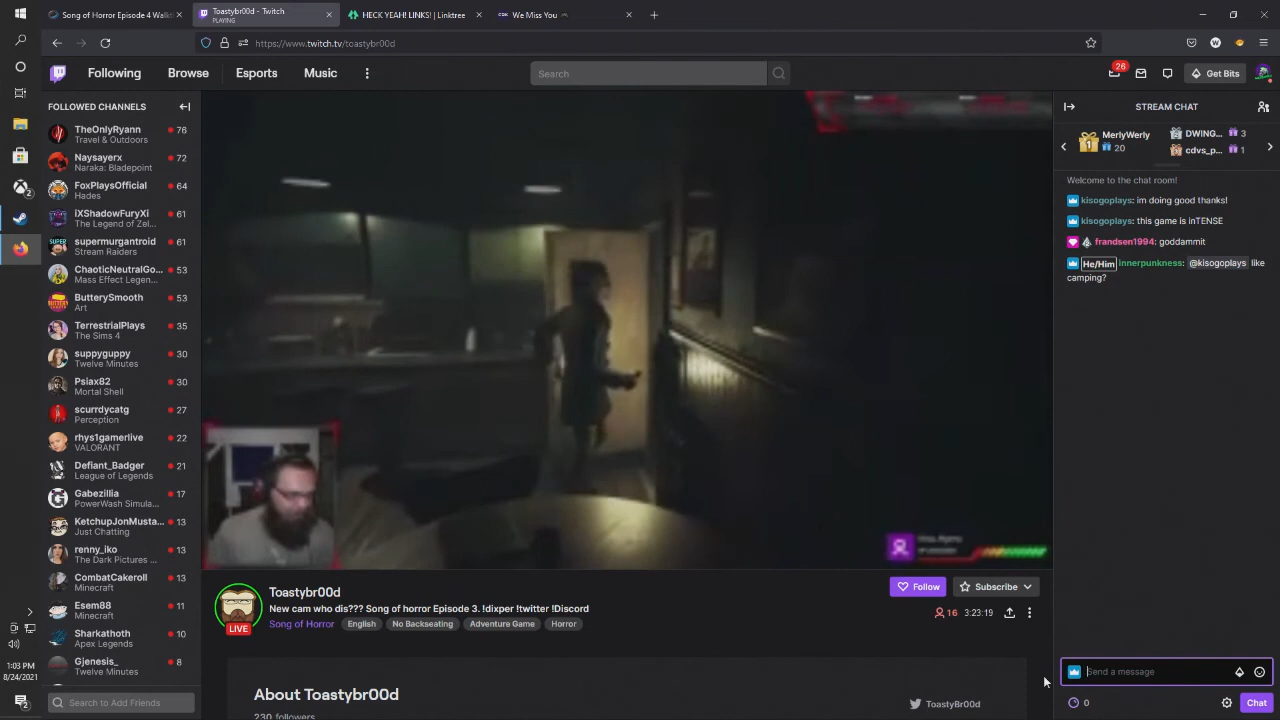 Song of Horror Episode 4 Walkt
Toastybr00d - Twitch
PLAYING
HECK YEAH! LINKS! | Linktree
We Miss You
https://www.twitch.tv/toastybr00d
Following
Browse
Esports
Music
Search
26
Get Bits
FOLLOWED CHANNELS
TheOnlyRyann 76
Travel & Outdoors
Naysayerx 72
Naraka: Bladepoint
FoxPlaysOfficial 64
Hades
iXShadowFuryXi 61
The Legend of Zel...
supermurgantroid 61
Stream Raiders
ChaoticNeutralGo... 53
Mass Effect Legen...
ButterySmooth 53
Art
TerrestrialPlays 35
The Sims 4
suppyguppy 30
Twelve Minutes
Psiax82 30
Mortal Shell
scurrdycatg 27
Perception
rhys1gamerlive 22
VALORANT
Defiant_Badger 21
League of Legends
Gabezillia 17
PowerWash Simula...
KetchupJonMusta... 13
Just Chatting
renny_iko 13
The Dark Pictures ...
CombatCakeroll 13
Minecraft
Esem88 11
Minecraft
Sharkathoth 10
Apex Legends
Gjenesis_ 8
Twelve Minutes
Search to Add Friends
1:03 PM
8/24/2021
LIVE
Toastybr00d
New cam who dis??? Song of horror Episode 3. !dixper !twitter !Discord
Song of Horror English No Backseating Adventure Game Horror
Follow
Subscribe
16 3:23:19
About Toastybr00d
230 followers
ToastyBr00d
STREAM CHAT
1 MerlyWerly
20
DWING... 3
cdvs_p... 1
Welcome to the chat room!
kisogoplays: im doing good thanks!
kisogoplays: this game is inTENSE
frandsen1994: goddammit
He/Him innerpunkness: @kisogoplays like
camping?
Send a message
0
Chat